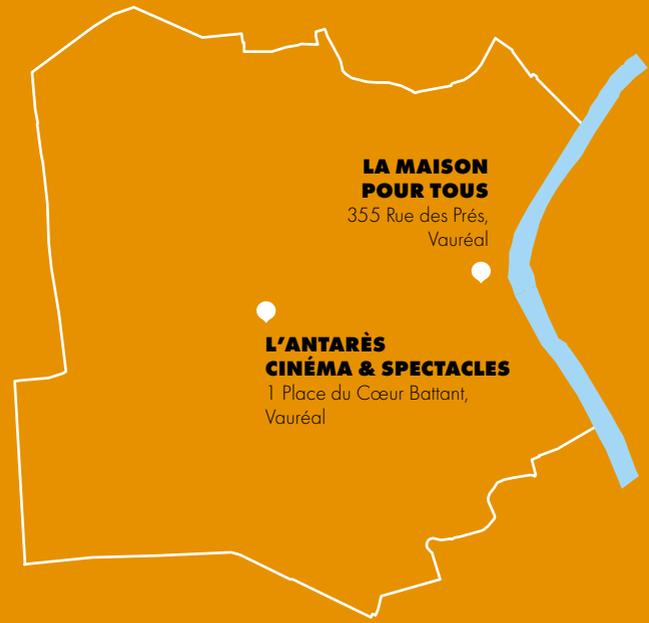 LA MAISON
POUR TOUS
355 Rue des Prés,
Vauréal
L’ANTARÈS
CINÉMA & SPECTACLES
1 Place du Cœur Battant,
Vauréal